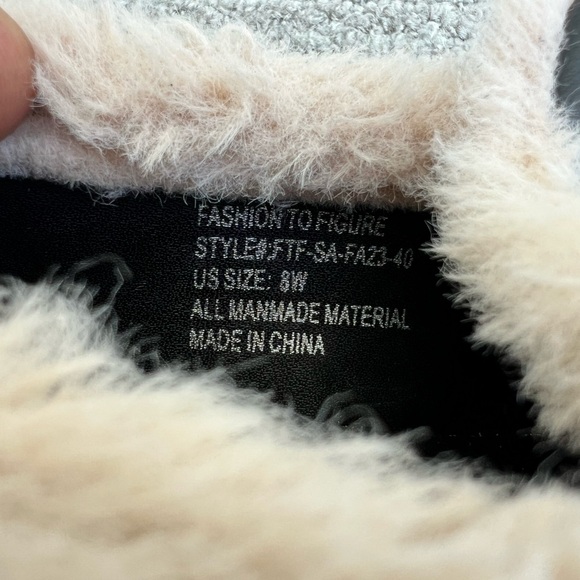 FASHION TO FIGURE
STYLE#:FTF-SA-FA23-40
US SIZE: 8W
ALL MANMADE MATERIAL
MADE IN CHINA